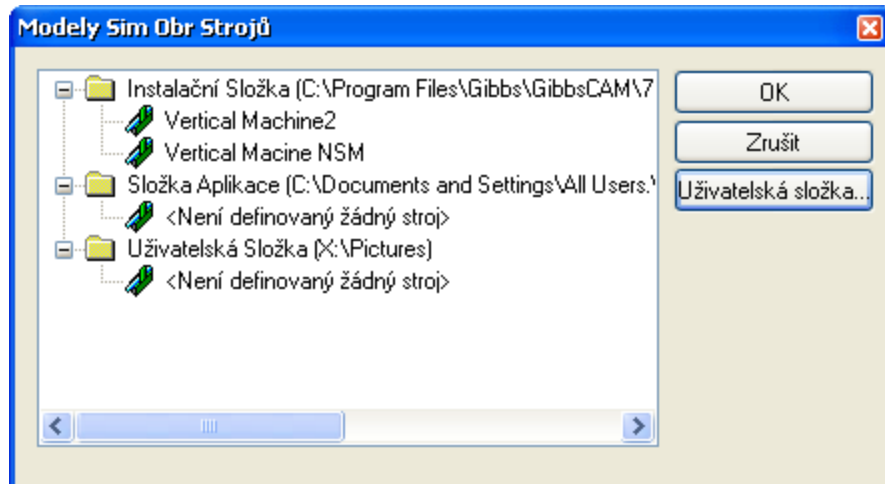 Modely Sim Obr Strojů
Instalační Složka (C:\Program Files\Gibbs\GibbsCAM\7
Vertical Machine2
Vertical Macine NSM
Složka Aplikace (C:\Documents and Settings\All Users.
<Není definovaný žádný stroj>
Uživatelská Složka (X:\Pictures)
<Není definovaný žádný stroj>
OK
Zrušit
Uživatelská složka...